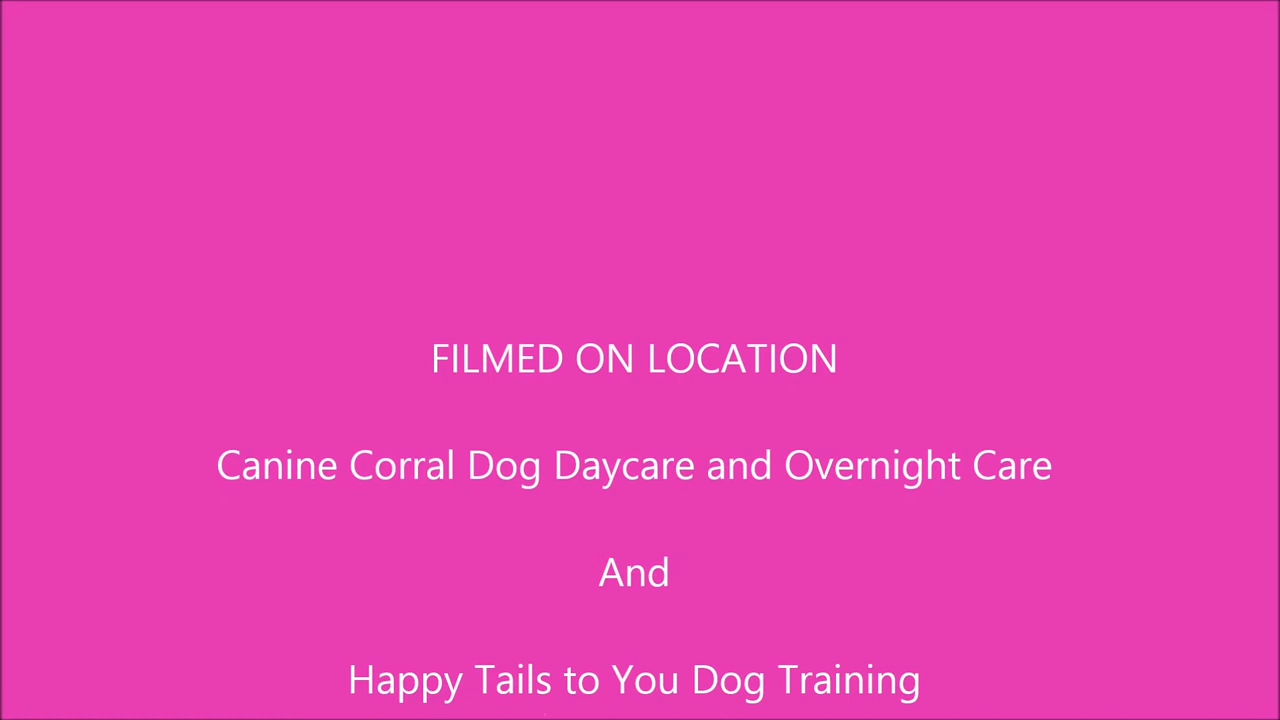 FILMED ON LOCATION
Canine Corral Dog Daycare and Overnight Care
And
Happy Tails to You Dog Training